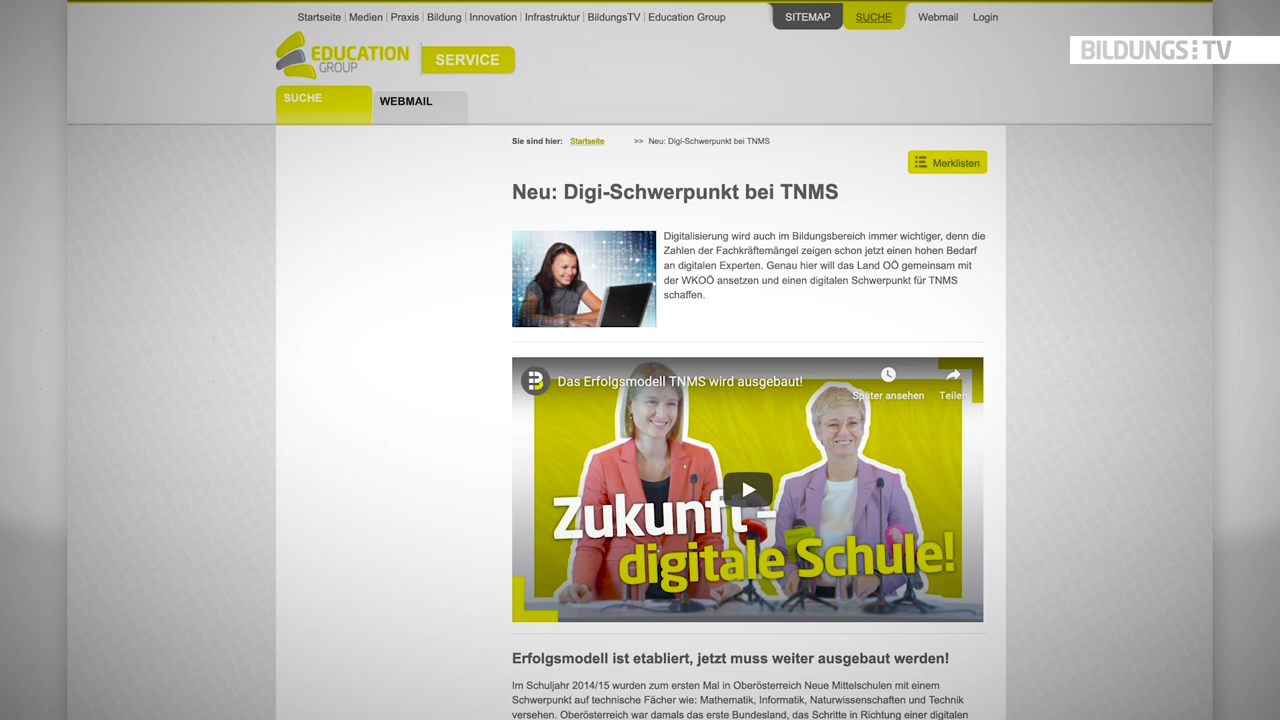 Startseite | Medien | Praxis | Bildung | Innovation | Infrastruktur | BildungsTV | Education Group
SITEMAP
SUCHE
Webmail
Login
BILDUNGS TV
EDUCATION
GROUP
SERVICE
SUCHE
WEBMAIL
Sie sind hier: Startseite >> Neu: Digi-Schwerpunkt bei TNMS
Merklisten
Neu: Digi-Schwerpunkt bei TNMS
Digitalisierung wird auch im Bildungsbereich immer wichtiger, denn die
Zahlen der Fachkräftemängel zeigen schon jetzt einen hohen Bedarf
an digitalen Experten. Genau hier will das Land OÖ gemeinsam mit
der WKOÖ ansetzen und einen digitalen Schwerpunkt für TNMS
schaffen.
Das Erfolgsmodell TNMS wird ausgebaut!
Später ansehen
Teilen
Zukunft -
digitale Schule!
Erfolgsmodell ist etabliert, jetzt muss weiter ausgebaut werden!
Im Schuljahr 2014/15 wurden zum ersten Mal in Oberösterreich Neue Mittelschulen mit einem
Schwerpunkt auf technische Fächer wie: Mathematik, Informatik, Naturwissenschaften und Technik
versehen. Oberösterreich war damals das erste Bundesland, das Schritte in Richtung einer digitalen